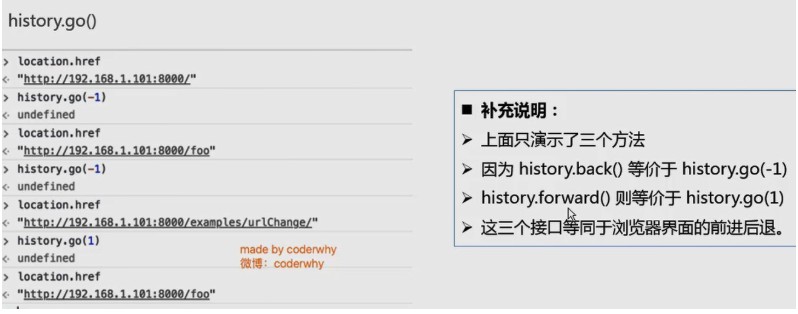 history.go()
> location.href
<· "http://192.168.1.101:8000/"
> history.go(-1)
<· undefined
> location.href
<· "http://192.168.1.101:8000/foo"
> history.go(-1)
<· undefined
> location.href
<· "http://192.168.1.101:8000/examples/urlChange/"
> history.go(1)
<· undefined
> location.href
<· "http://192.168.1.101:8000/foo"
made by coderwhy
微博：coderwhy
■ 补充说明：
➢ 上面只演示了三个方法
➢ 因为 history.back() 等价于 history.go(-1)
➢ history.forward() 则等价于 history.go(1)
➢ 这三个接口等同于浏览器界面的前进后退。